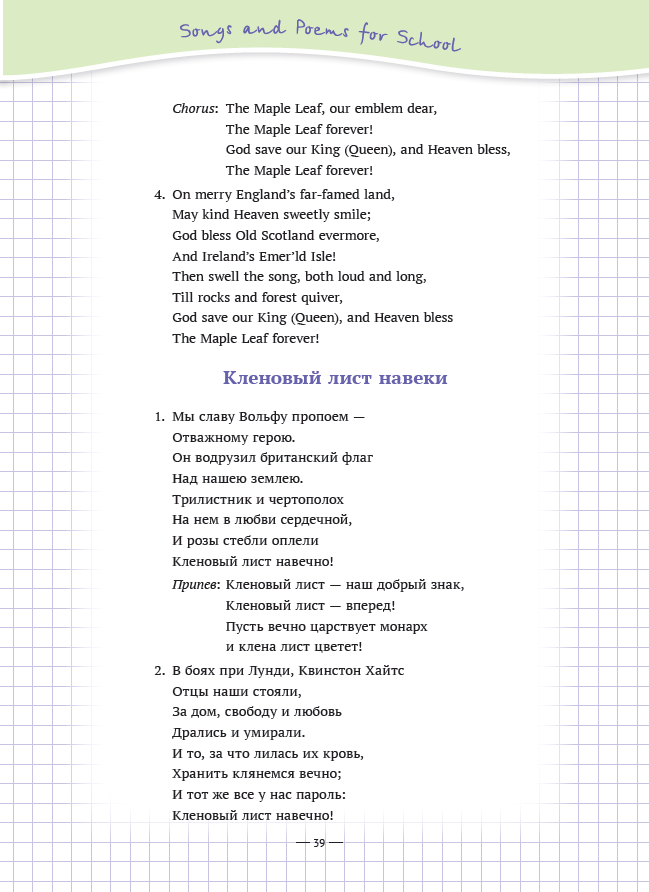 Songs and Poems for School
Chorus: The Maple Leaf, our emblem dear,
The Maple Leaf forever!
God save our King (Queen), and Heaven bless,
The Maple Leaf forever!
4. On merry England’s far-famed land,
May kind Heaven sweetly smile;
God bless Old Scotland evermore,
And Ireland’s Emer’ld Isle!
Then swell the song, both loud and long,
Till rocks and forest quiver,
God save our King (Queen), and Heaven bless
The Maple Leaf forever!
Кленовый лист навеки
1. Мы славу Вольфу пропоем —
Отважному герою.
Он водрузил британский флаг
Над нашею землею.
Трилистник и чертополох
На нем в любви сердечной,
И розы стебли оплели
Кленовый лист навечно!
Припев: Кленовый лист — наш добрый знак,
Кленовый лист — вперед!
Пусть вечно царствует монарх
и клена лист цветет!
2. В боях при Лунди, Квинстон Хайтс
Отцы наши стояли,
За дом, свободу и любовь
Дрались и умирали.
И то, за что лилась их кровь,
Хранить клянемся вечно;
И тот же все у нас пароль:
Кленовый лист навечно!
— 39 —